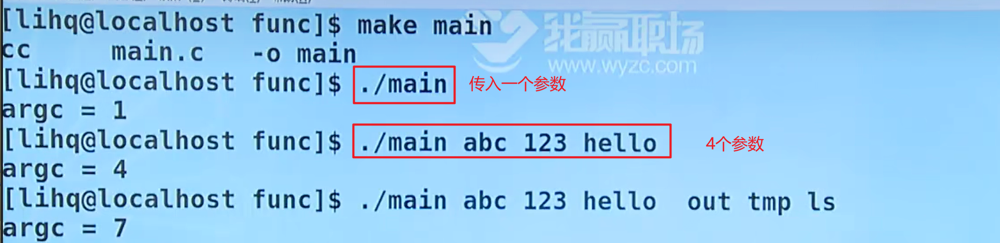 [lihq@localhost func]$ make main
cc     main.c   -o main
[lihq@localhost func]$ ./main 传入一个参数
argc = 1
[lihq@localhost func]$ ./main abc 123 hello 4个参数
argc = 4
[lihq@localhost func]$ ./main abc 123 hello  out tmp ls
argc = 7
我赢职场
www.wyzc.com